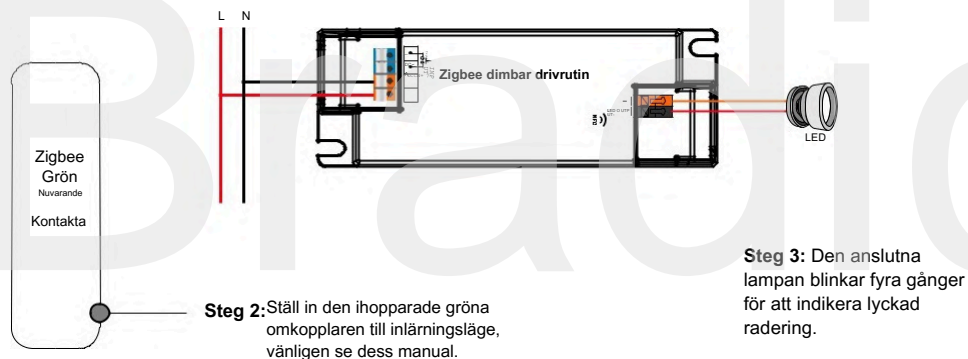 L N
Zigbee dimbar drivrutin
LED
Zigbee
Grön
Nuvarande
Kontakta
Steg 2: Ställ in den ihopparade gröna
omkopplaren till inlärningsläge,
vänligen se dess manual.
Steg 3: Den anslutna
lampan blinkar fyra gånger
för att indikera lyckad
radering.
Bradio